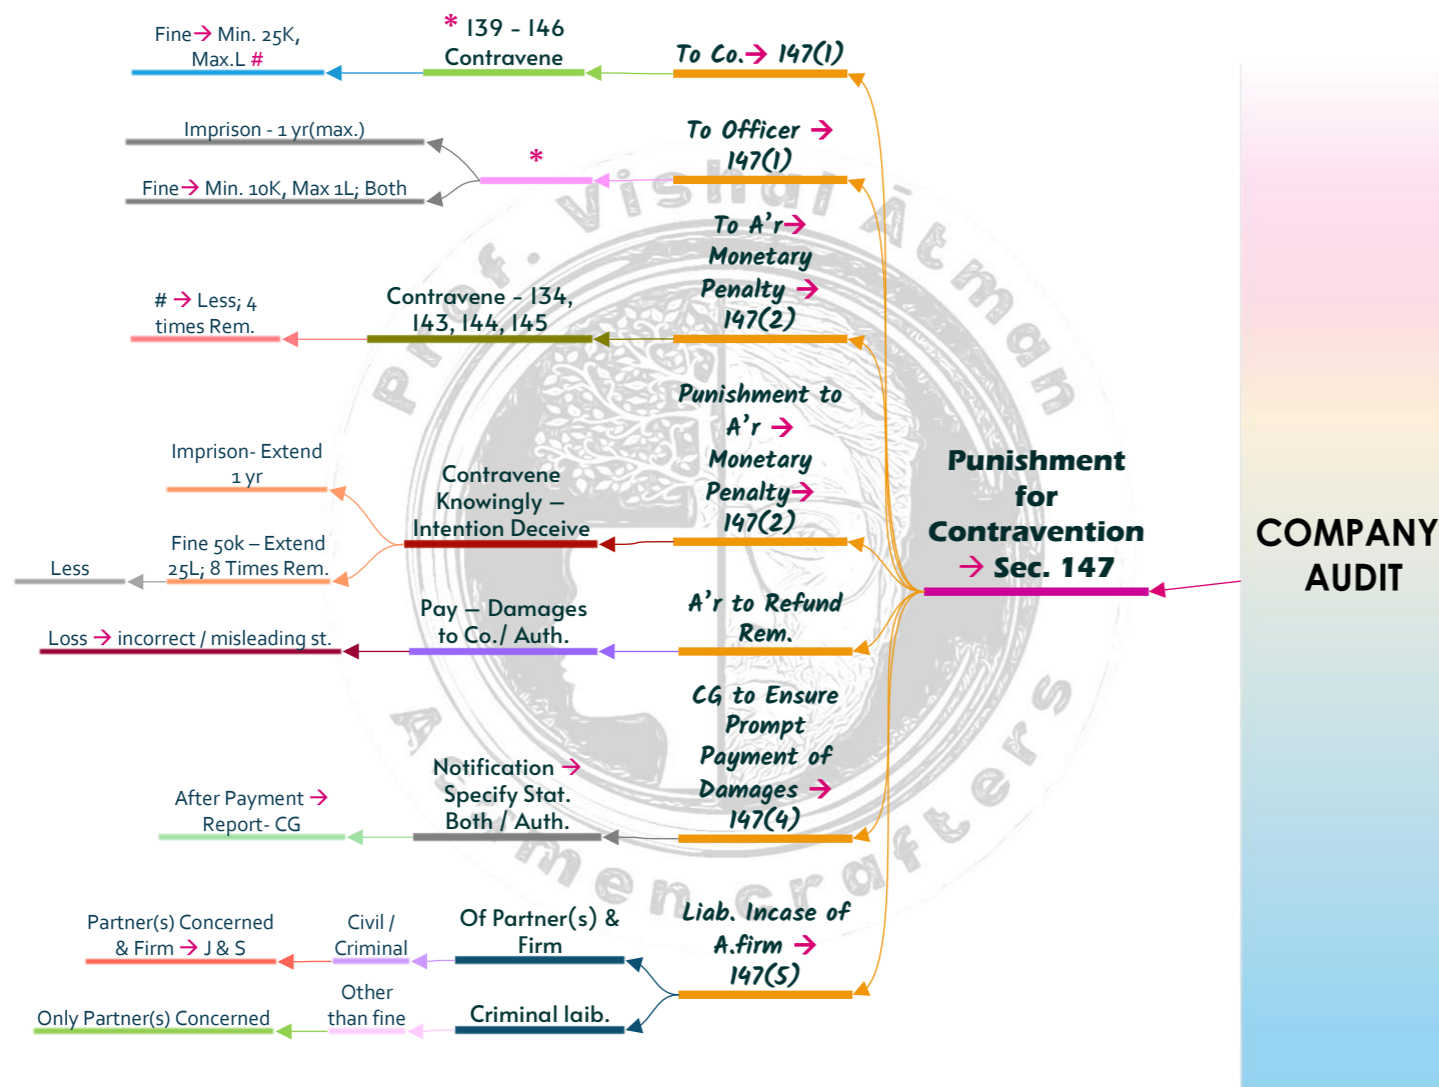 COMPANY
AUDIT
Punishment
for
Contravention
→ Sec. 147
To Co.→ 147(1)
* 139 - 146
Contravene
Fine→ Min. 25K,
Max.L #
To Officer →
147(1)
*
Imprison - 1 yr(max.)
Fine→ Min. 10K, Max 1L; Both
To A'r→
Monetary
Penalty →
147(2)
Contravene - 134,
143, 144, 145
# → Less; 4
times Rem.
Punishment to
A'r →
Monetary
Penalty→
147(2)
Contravene
Knowingly –
Intention Deceive
Imprison- Extend
1 yr
Fine 50k – Extend
25L; 8 Times Rem.
Less
A'r to Refund
Rem.
Pay – Damages
to Co./ Auth.
Loss → incorrect / misleading st.
CG to Ensure
Prompt
Payment of
Damages →
147(4)
Notification →
Specify Stat.
Both / Auth.
After Payment →
Report- CG
Liab. Incase of
A.firm →
147(5)
Of Partner(s) &
Firm
Civil /
Criminal
Partner(s) Concerned
& Firm → J & S
Criminal laib.
Other
than fine
Only Partner(s) Concerned
Prof. Vishal Ātman